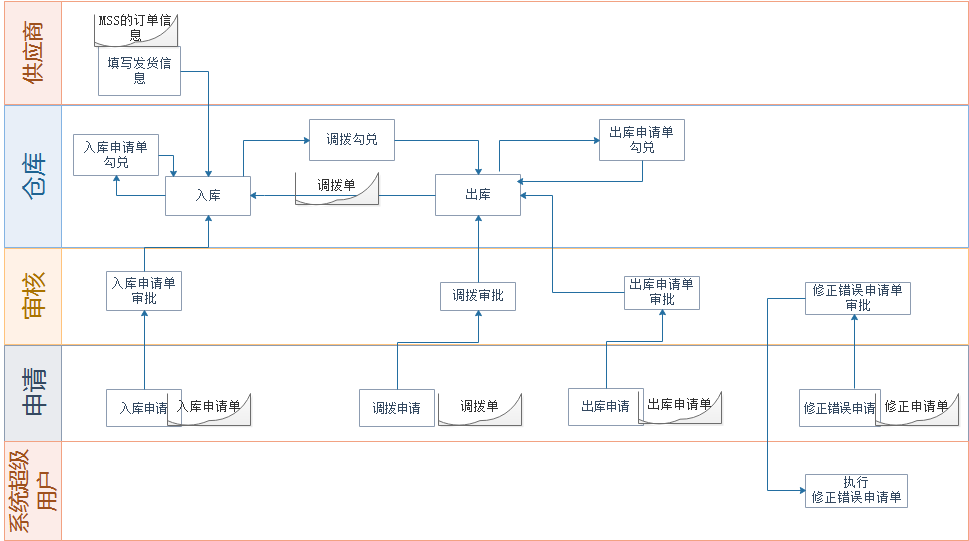 供应商
MSS的订单信
息
填写发货信
息
仓库
入库申请单
勾兑
调拨勾兑
出库申请单
勾兑
入库
调拨单
出库
审核
入库申请单
审批
调拨审批
出库申请单
审批
修正错误申请单
审批
申请
入库申请
入库申请单
调拨申请
调拨单
出库申请
出库申请单
修正错误申请
修正申请单
系统超级
用户
执行
修正错误申请单